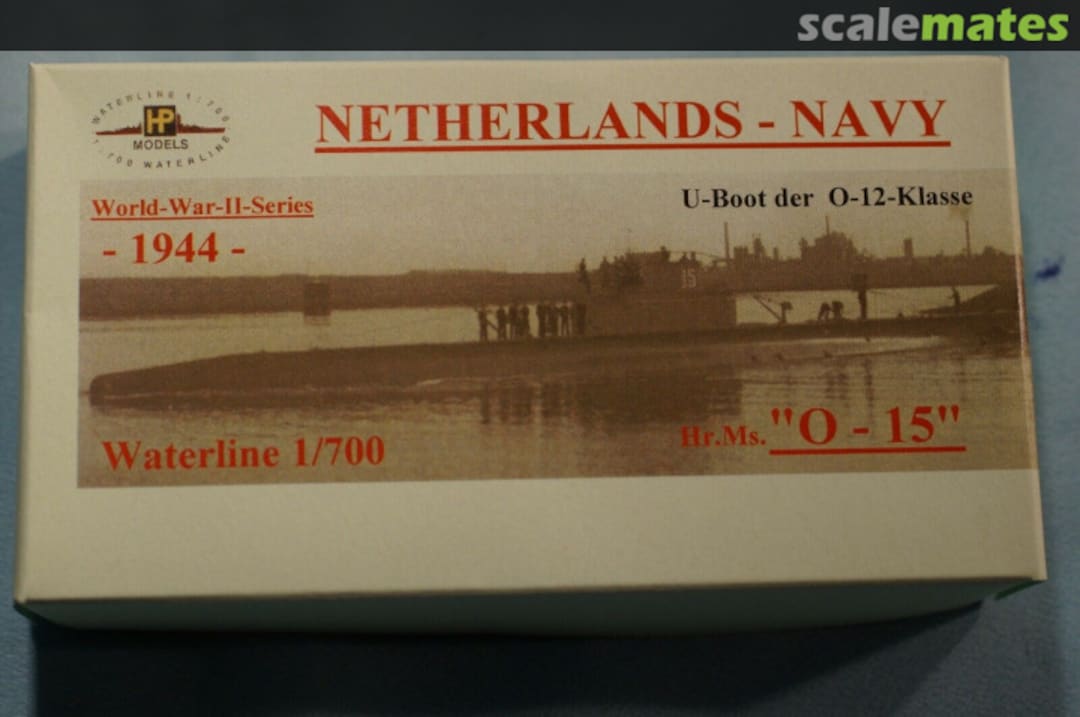 scalemates
WATERLINE 1:700
HP
MODELS
1:700 WATERLINE
NETHERLANDS - NAVY
World-War-II-Series
- 1944 -
U-Boot der O-12-Klasse
15
Waterline 1/700
Hr.Ms. "O - 15"